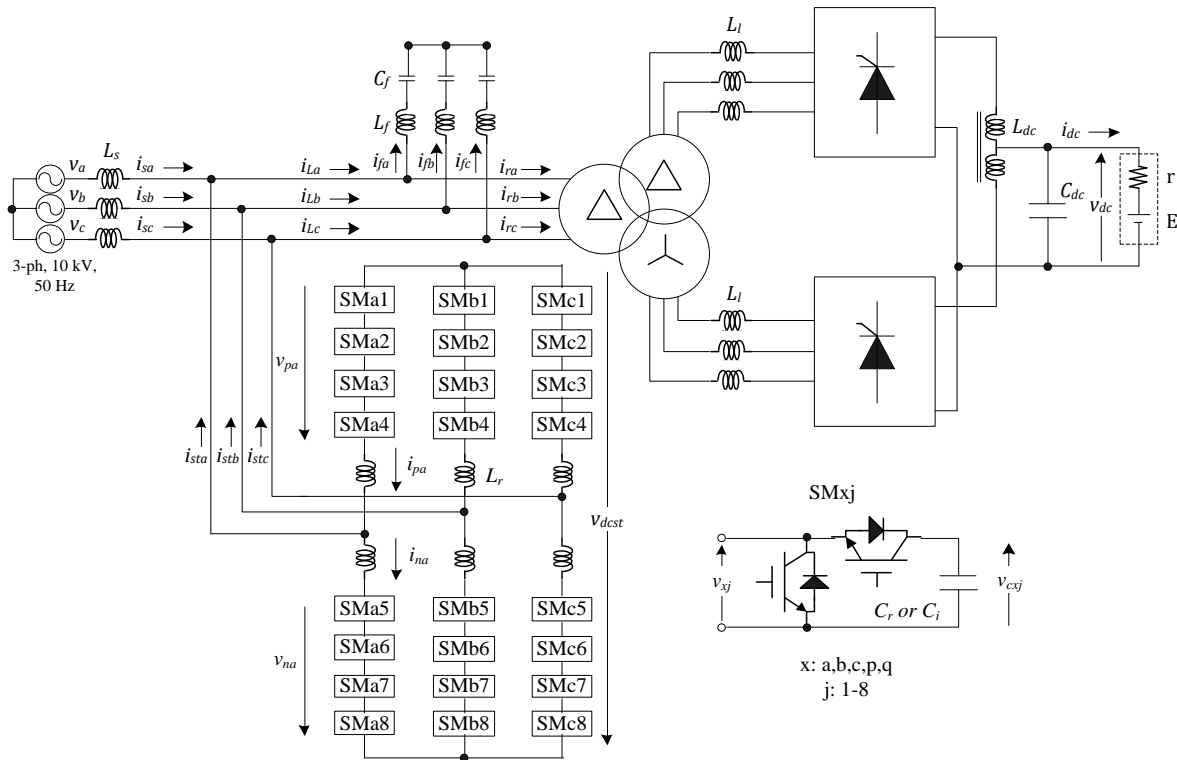 C_f
L_f
L_s
v_a
v_b
v_c
i_sa
i_sb
i_sc
3-ph, 10 kV,
50 Hz
i_La
i_Lb
i_Lc
i_fa
i_fb
i_fc
i_ra
i_rb
i_rc
L_l
L_l
L_dc
i_dc
C_dc
v_dc
r
E
v_pa
SMa1 SMb1 SMc1
SMa2 SMb2 SMc2
SMa3 SMb3 SMc3
SMa4 SMb4 SMc4
i_sta
i_stb
i_stc
i_pa
L_r
v_dcst
i_na
v_na
SMa5 SMb5 SMc5
SMa6 SMb6 SMc6
SMa7 SMb7 SMc7
SMa8 SMb8 SMc8
SMxj
v_xj
C_r or C_i
v_cxj
x: a,b,c,p,q
j: 1-8